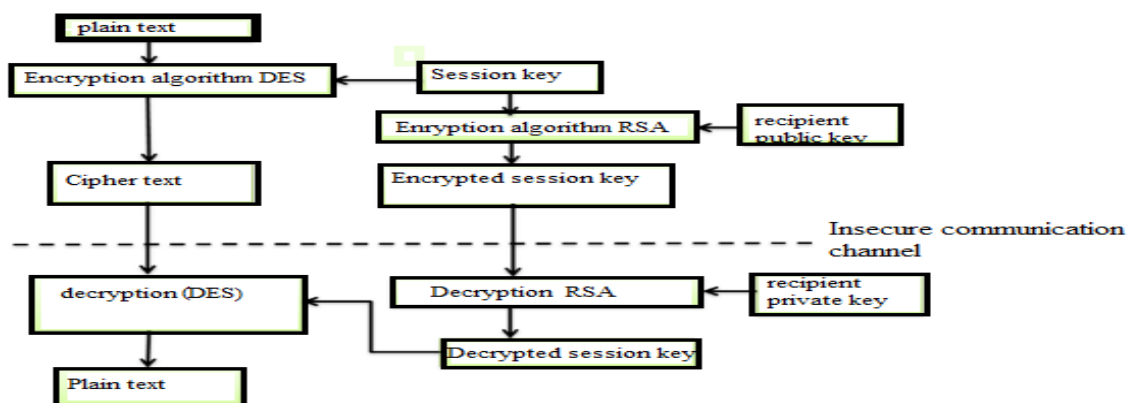 plain text
Encryption algorithm DES
Session key
Enryption algorithm RSA
recipient
public key
Cipher text
Encrypted session key
Insecure communication
channel
decryption (DES)
Decryption RSA
recipient
private key
Decrypted session key
Plain text